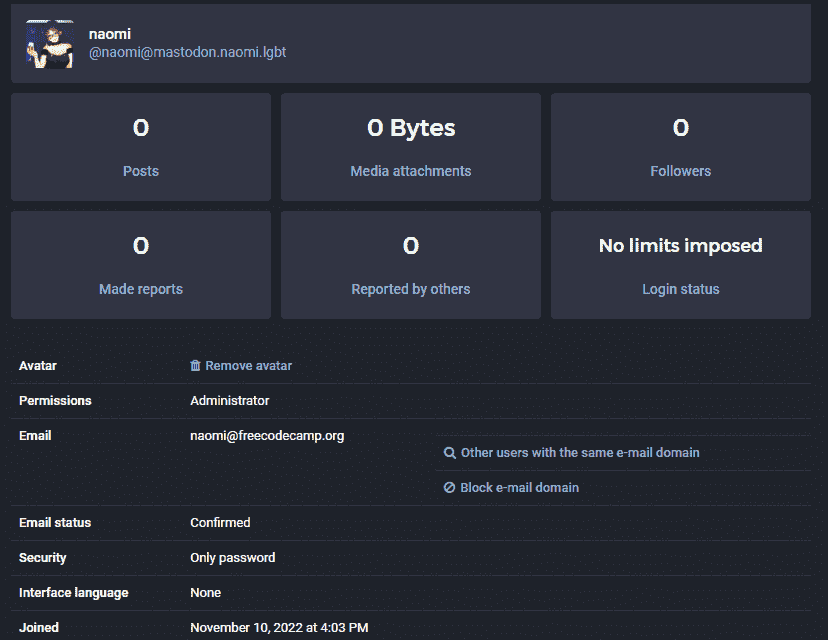 naomi
@naomi@mastodon.naomi.lgbt
0
Posts
0 Bytes
Media attachments
0
Followers
0
Made reports
0
Reported by others
No limits imposed
Login status
Avatar Remove avatar
Permissions Administrator
Email naomi@freecodecamp.org
Other users with the same e-mail domain
Block e-mail domain
Email status Confirmed
Security Only password
Interface language None
Joined November 10, 2022 at 4:03 PM